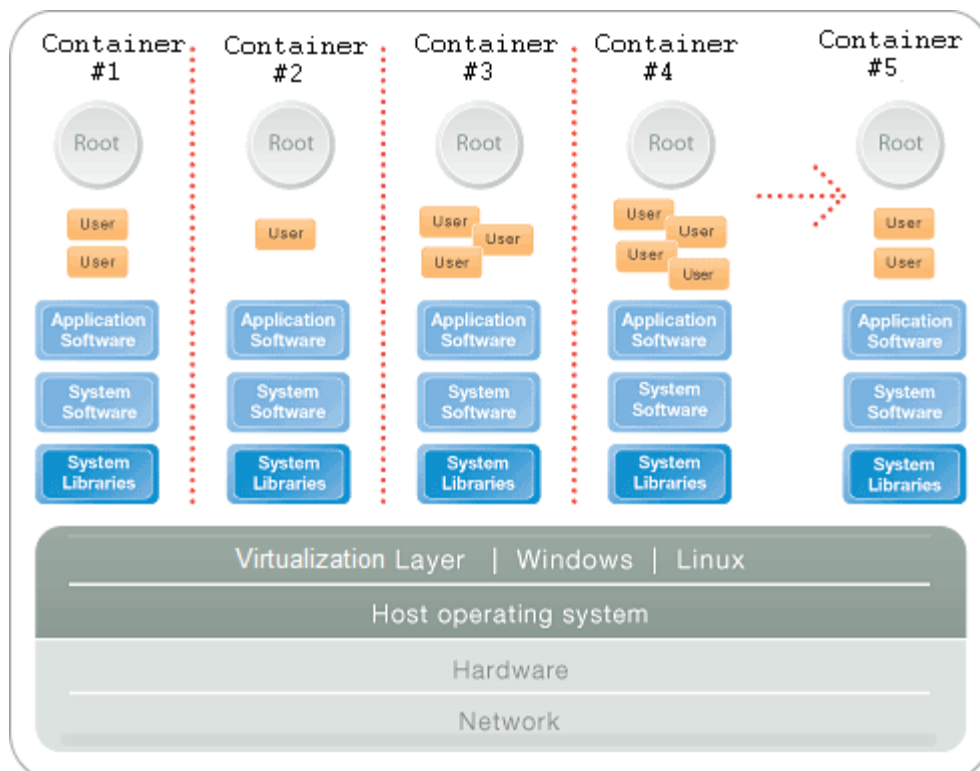 Container
#1
Container
#2
Container
#3
Container
#4
Container
#5
Root
Root
Root
Root
Root
User
User
User
User
User
User
User
User
User
User
User
User
Application
Software
Application
Software
Application
Software
Application
Software
Application
Software
System
Software
System
Software
System
Software
System
Software
System
Software
System
Libraries
System
Libraries
System
Libraries
System
Libraries
System
Libraries
Virtualization Layer | Windows | Linux
Host operating system
Hardware
Network